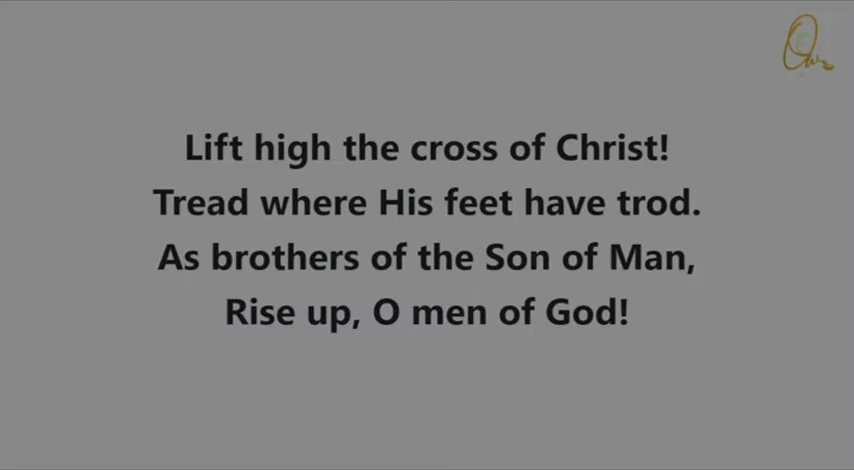 Lift high the cross of Christ!
Tread where His feet have trod.
As brothers of the Son of Man,
Rise up, O men of God!